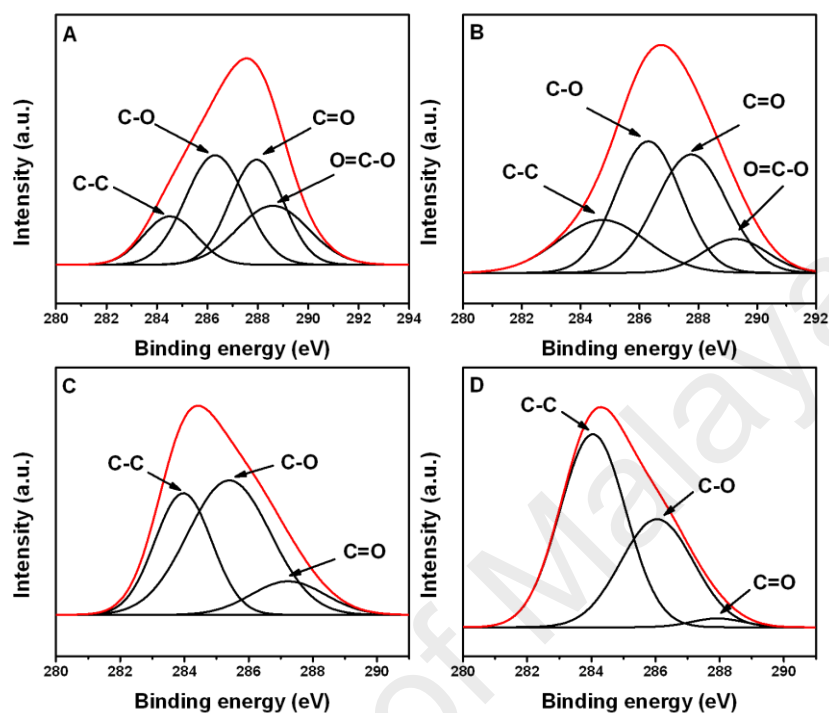 A
C-O
C=O
C-C
O=C-O
Intensity (a.u.)
280 282 284 286 288 290 292 294
Binding energy (eV)
B
C-O
C=O
C-C
O=C-O
Intensity (a.u.)
280 282 284 286 288 290 292
Binding energy (eV)
C
C-C
C-O
C=O
Intensity (a.u.)
280 282 284 286 288 290
Binding energy (eV)
D
C-C
C-O
C=O
Intensity (a.u.)
280 282 284 286 288 290
Binding energy (eV)
of Malaya